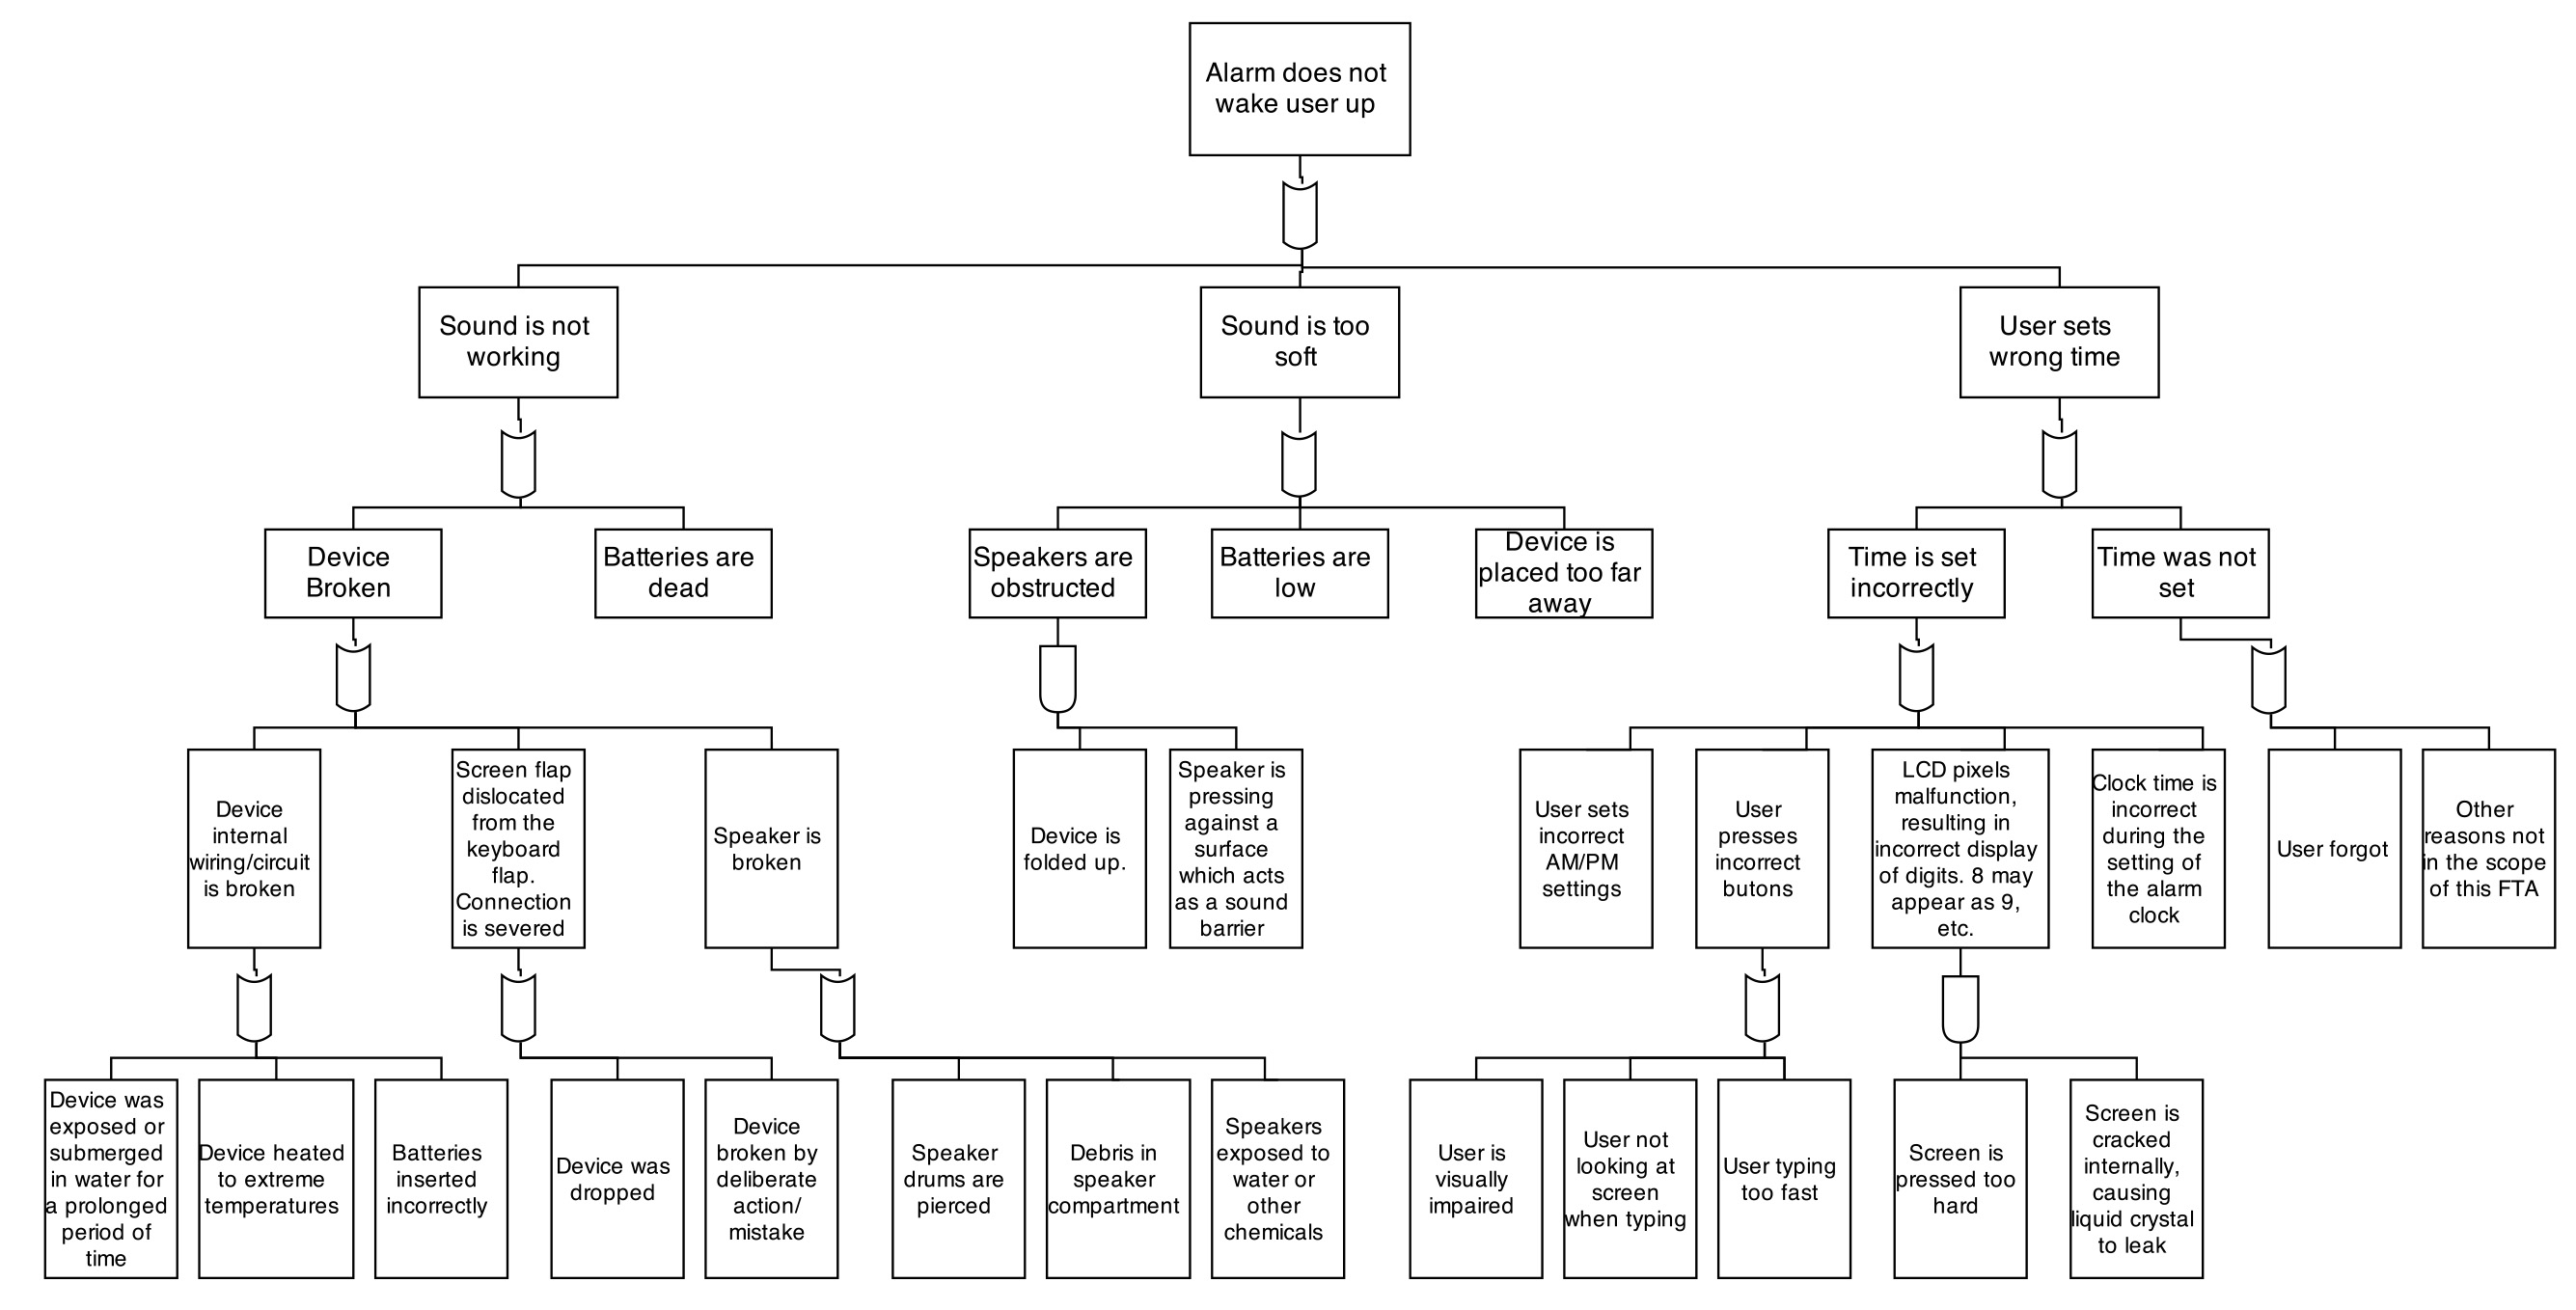 Alarm does not
wake user up
Sound is not
working
Sound is too
soft
User sets
wrong time
Device
Broken
Batteries are
dead
Speakers are
obstructed
Batteries are
low
Device is
placed too far
away
Time is set
incorrectly
Time was not
set
Device
internal
wiring/circuit
is broken
Screen flap
dislocated
from the
keyboard
flap.
Connection
is severed
Speaker is
broken
Device is
folded up.
Speaker is
pressing
against a
surface
which acts
as a sound
barrier
User sets
incorrect
AM/PM
settings
User
presses
incorrect
butons
LCD pixels
malfunction,
resulting in
incorrect display
of digits. 8 may
appear as 9,
etc.
Clock time is
incorrect
during the
setting of
the alarm
clock
User forgot
Other
reasons not
in the scope
of this FTA
Device was
exposed or
submerged
in water for
a prolonged
period of
time
Device heated
to extreme
temperatures
Batteries
inserted
incorrectly
Device was
dropped
Device
broken by
deliberate
action/
mistake
Speaker
drums are
pierced
Debris in
speaker
compartment
Speakers
exposed to
water or
other
chemicals
User is
visually
impaired
User not
looking at
screen
when typing
User typing
too fast
Screen is
pressed too
hard
Screen is
cracked
internally,
causing
liquid crystal
to leak